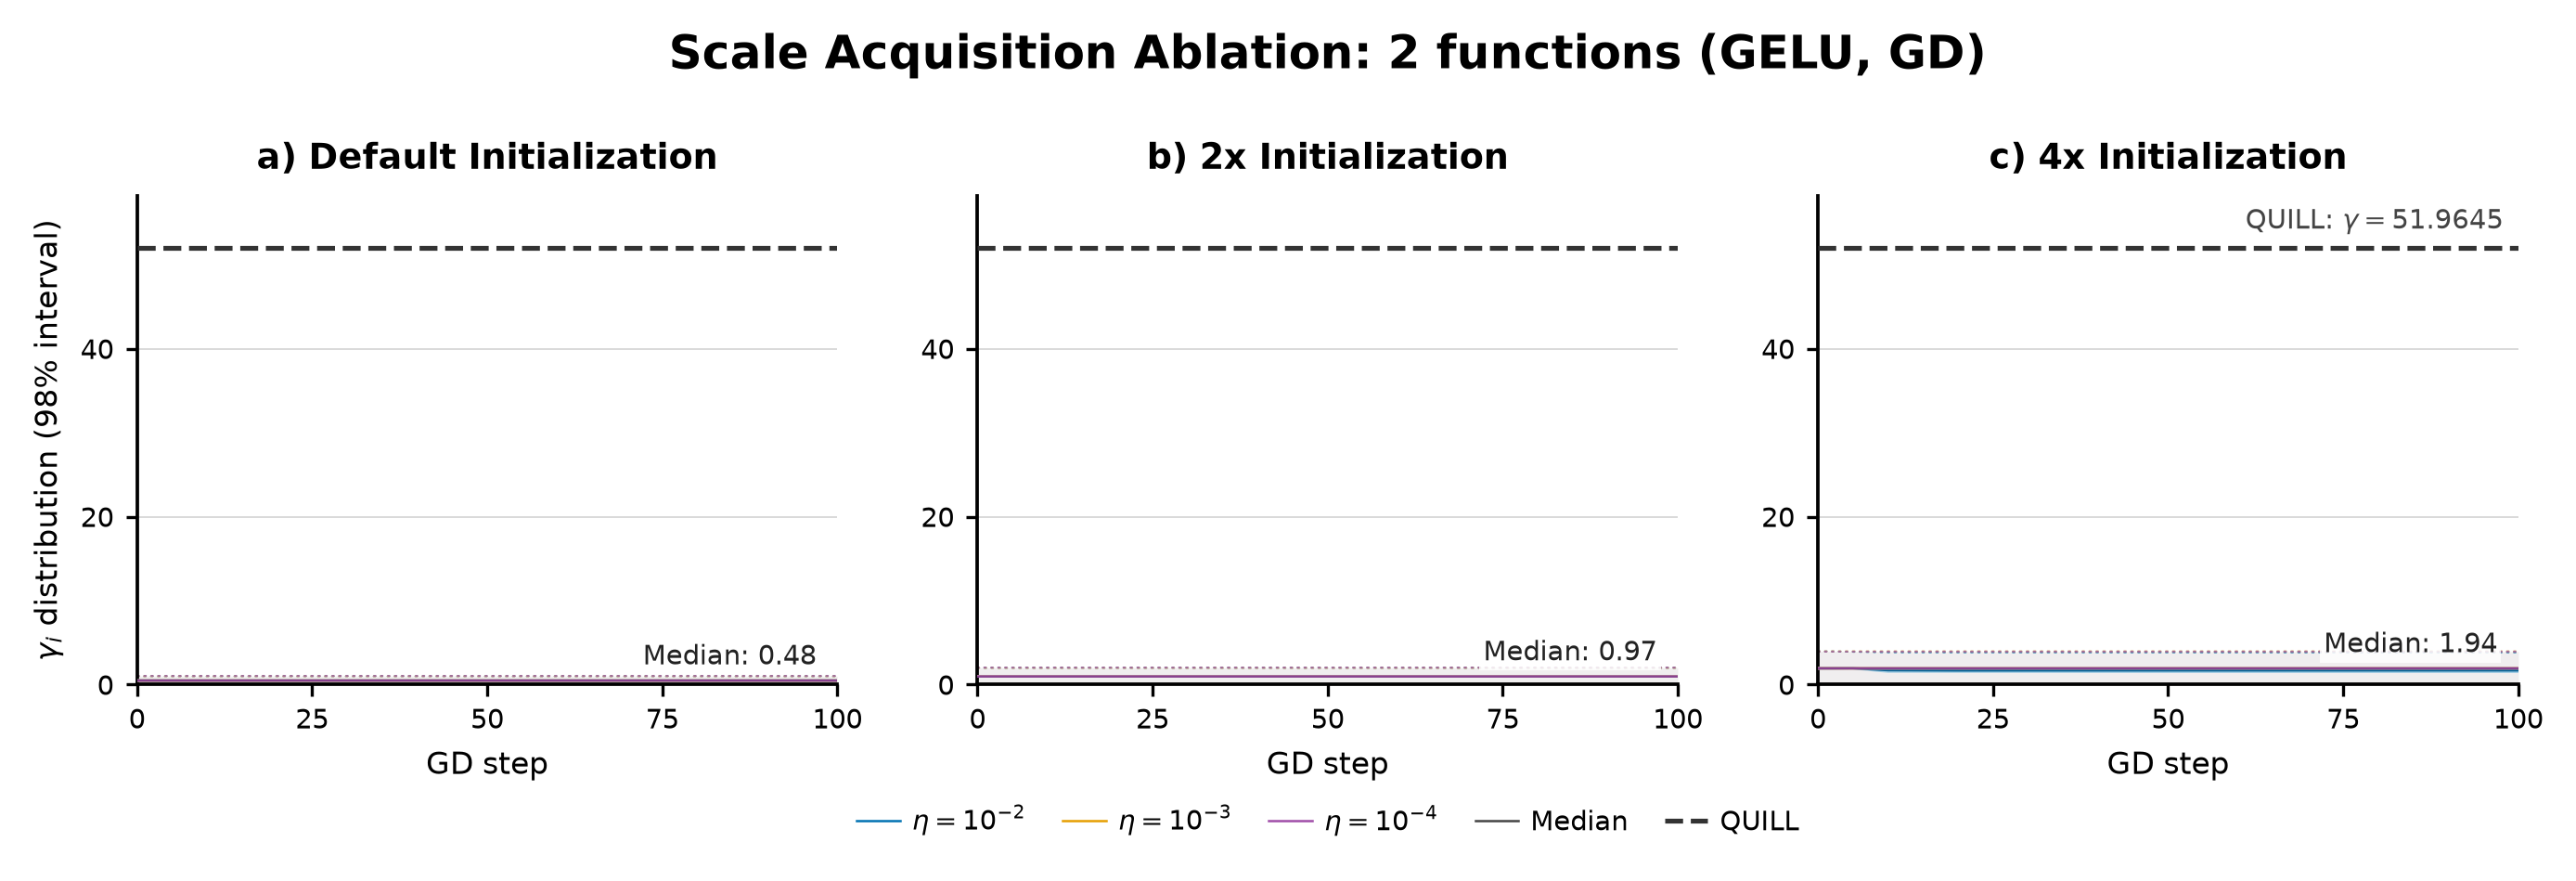 Scale Acquisition Ablation: 2 functions (GELU, GD)
a) Default Initialization
b) 2x Initialization
c) 4x Initialization
γᵢ distribution (98% interval)
40
20
0
Median: 0.48
0 25 50 75 100
GD step
40
20
0
Median: 0.97
0 25 50 75 100
GD step
QUILL: γ = 51.9645
40
20
0
Median: 1.94
0 25 50 75 100
GD step
η = 10⁻² η = 10⁻³ η = 10⁻⁴ Median QUILL